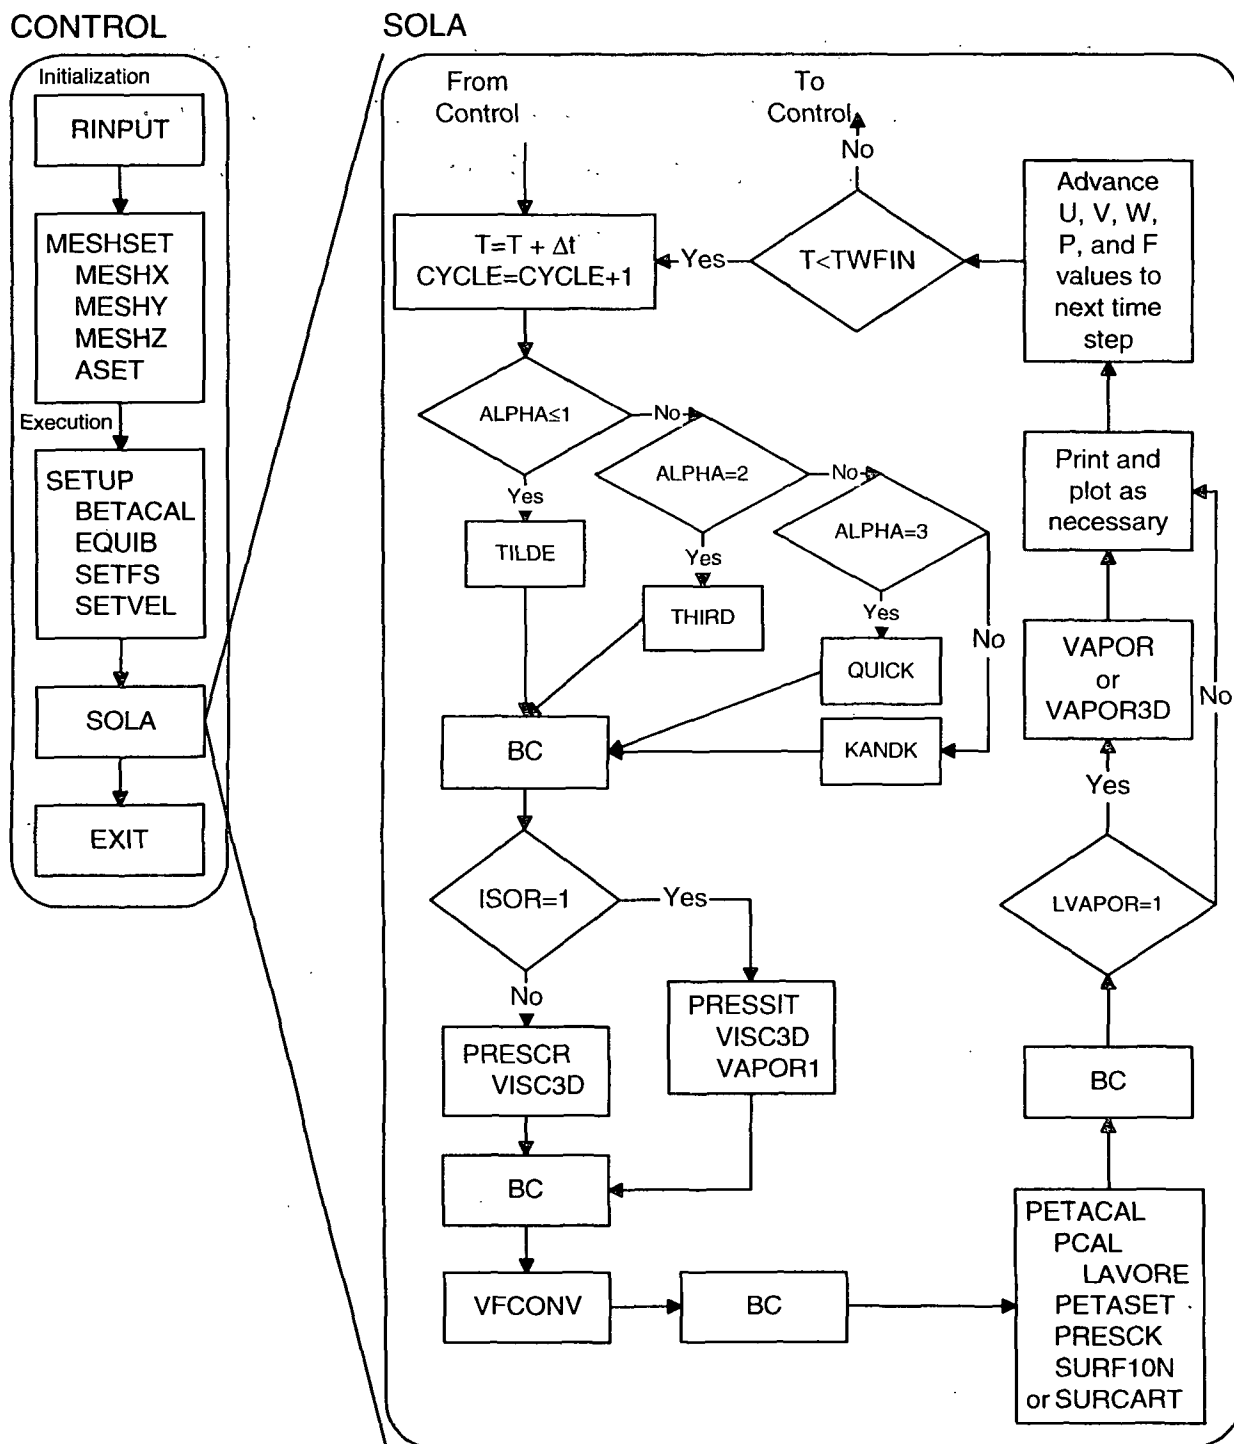 CONTROL
Initialization
RINPUT
MESHSET
MESHX
MESHY
MESHZ
ASET
Execution
SETUP
BETACAL
EQUIB
SETFS
SETVEL
SOLA
EXIT
SOLA
From
Control
To
Control
No
T=T + Δt
CYCLE=CYCLE+1
Yes
T<TWFIN
Advance
U, V, W,
P, and F
values to
next time
step
ALPHA≤1
No
ALPHA=2
No
ALPHA=3
Yes
TILDE
Yes
THIRD
Yes
QUICK
No
KANDK
BC
ISOR=1
Yes
No
PRESCR
VISC3D
PRESSIT
VISC3D
VAPOR1
BC
VFCONV
BC
PETACAL
PCAL
LAVORE
PETASET
PRESCK
SURF10N
or SURCART
BC
LVAPOR=1
Yes
No
VAPOR
or
VAPOR3D
Print and
plot as
necessary